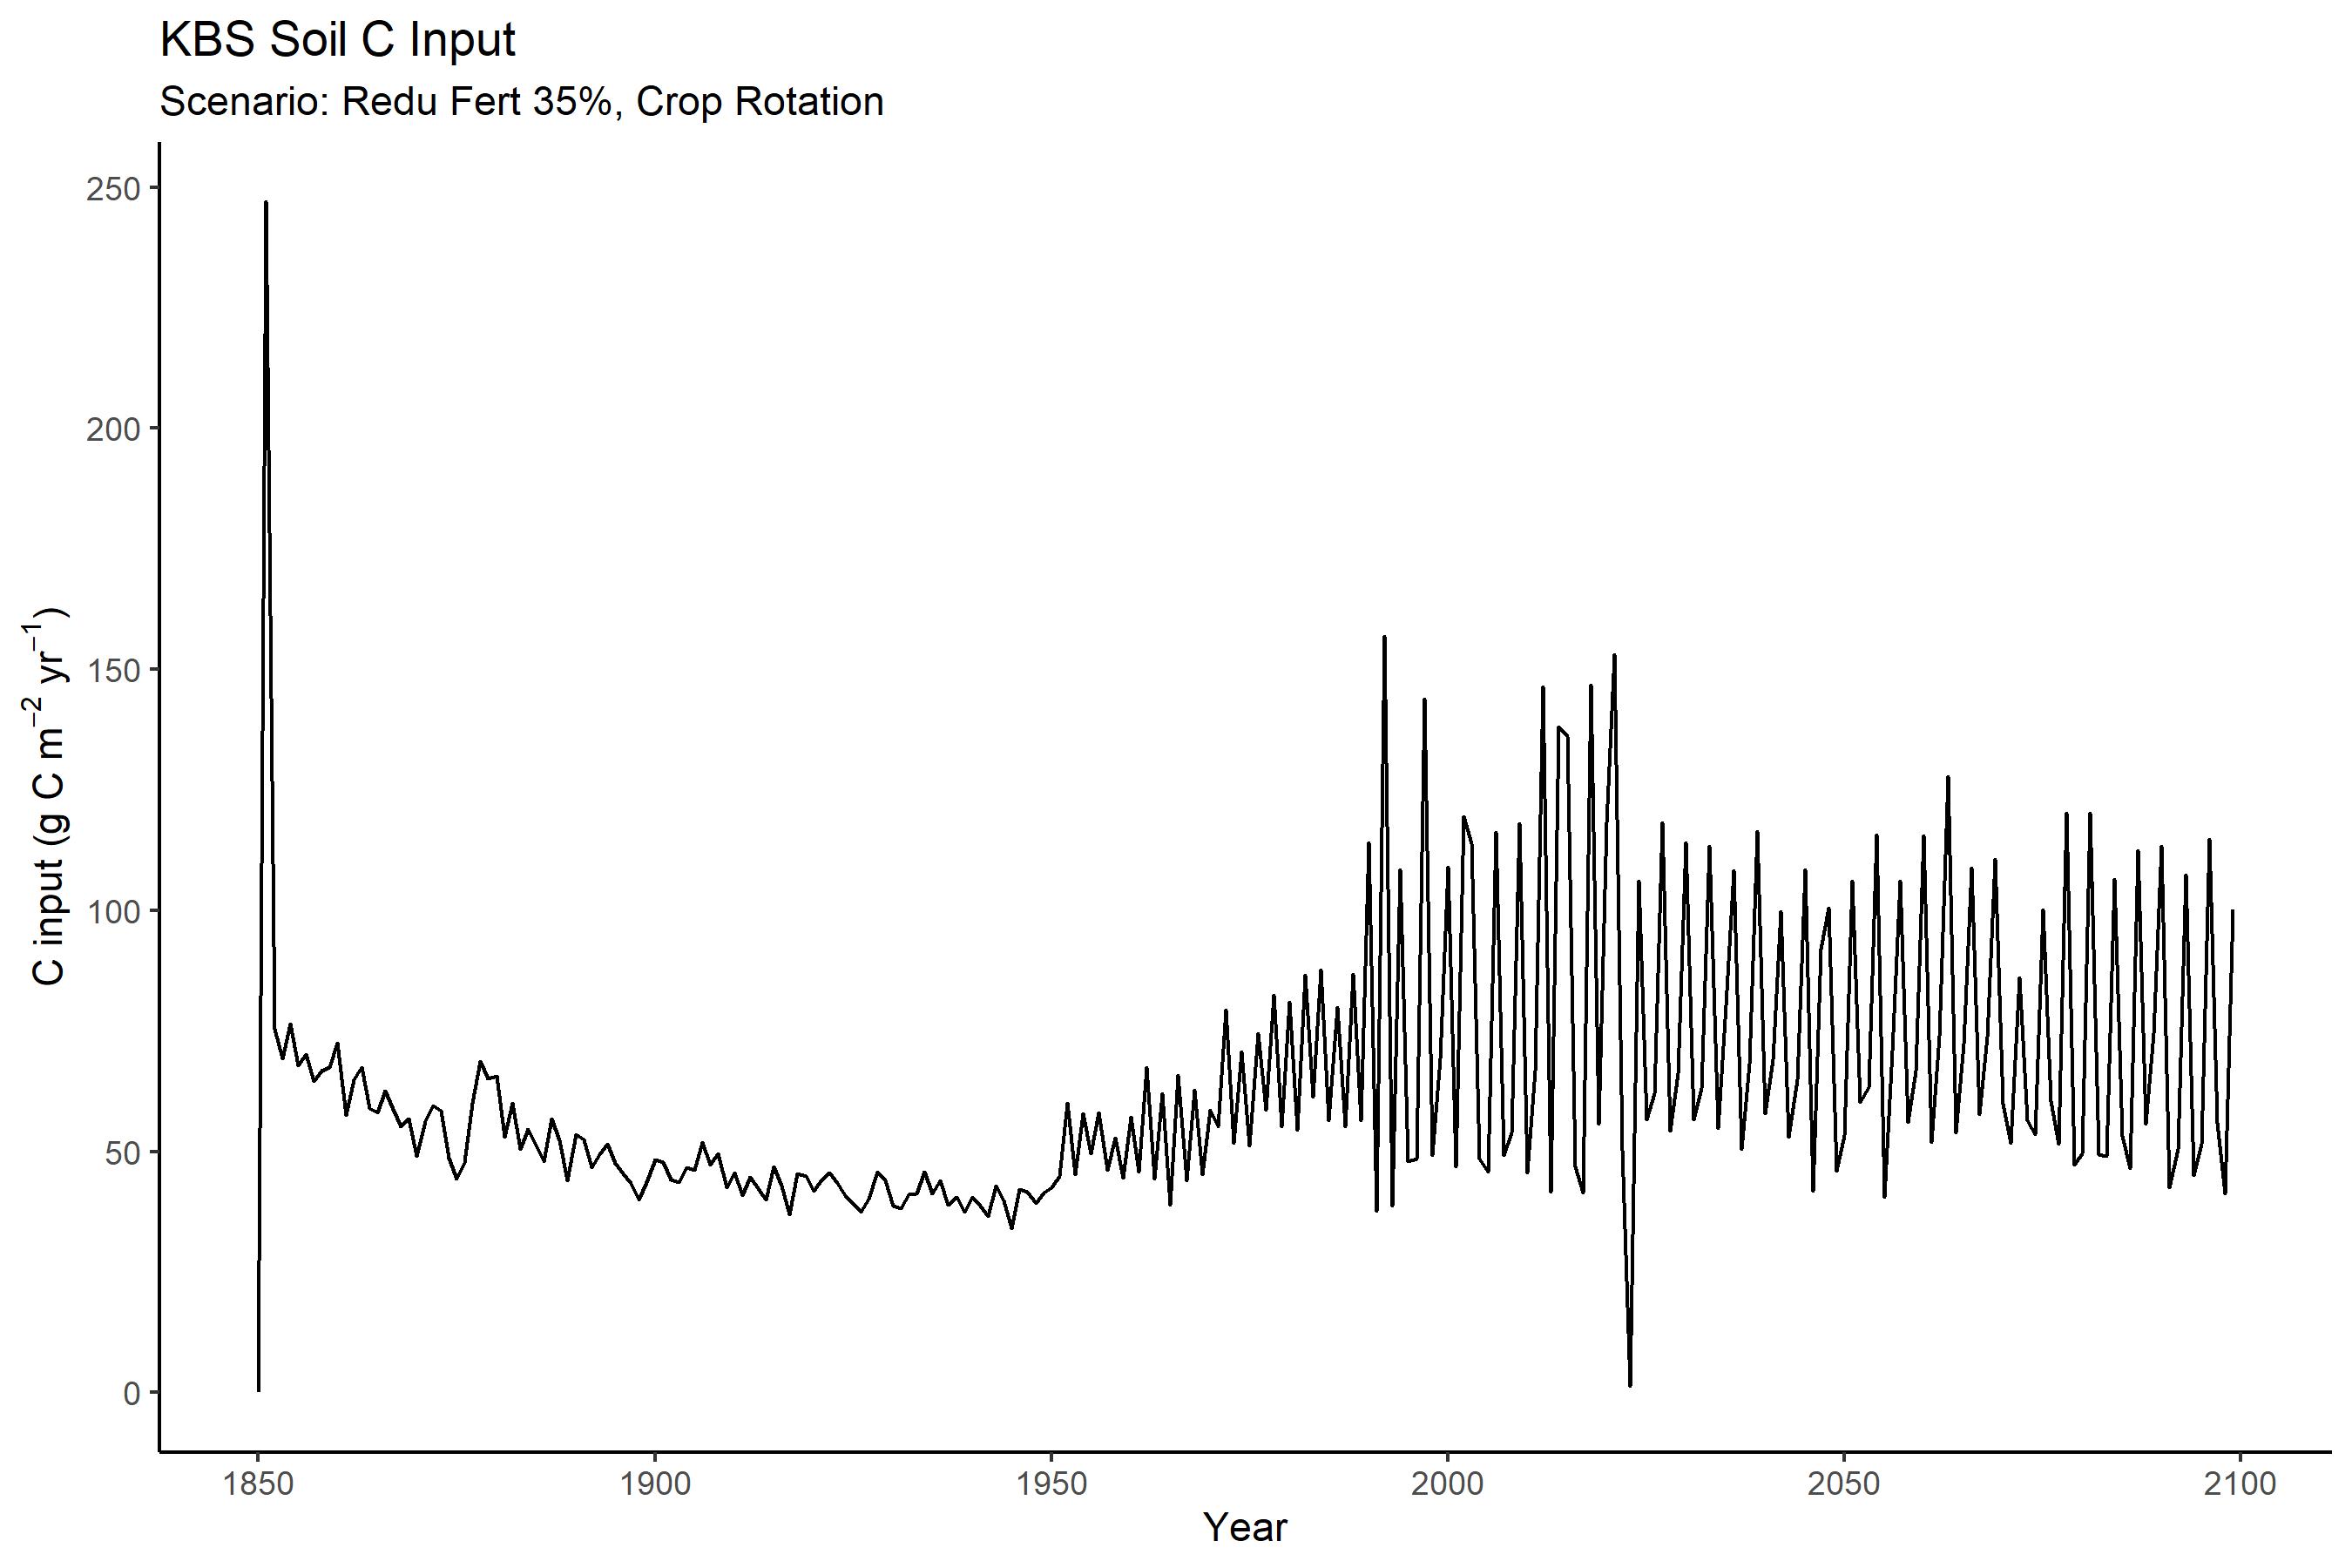 KBS Soil C Input
Scenario: Redu Fert 35%, Crop Rotation
C input (g C m⁻² yr⁻¹)
250
200
150
100
50
0
1850 1900 1950 2000 2050 2100
Year